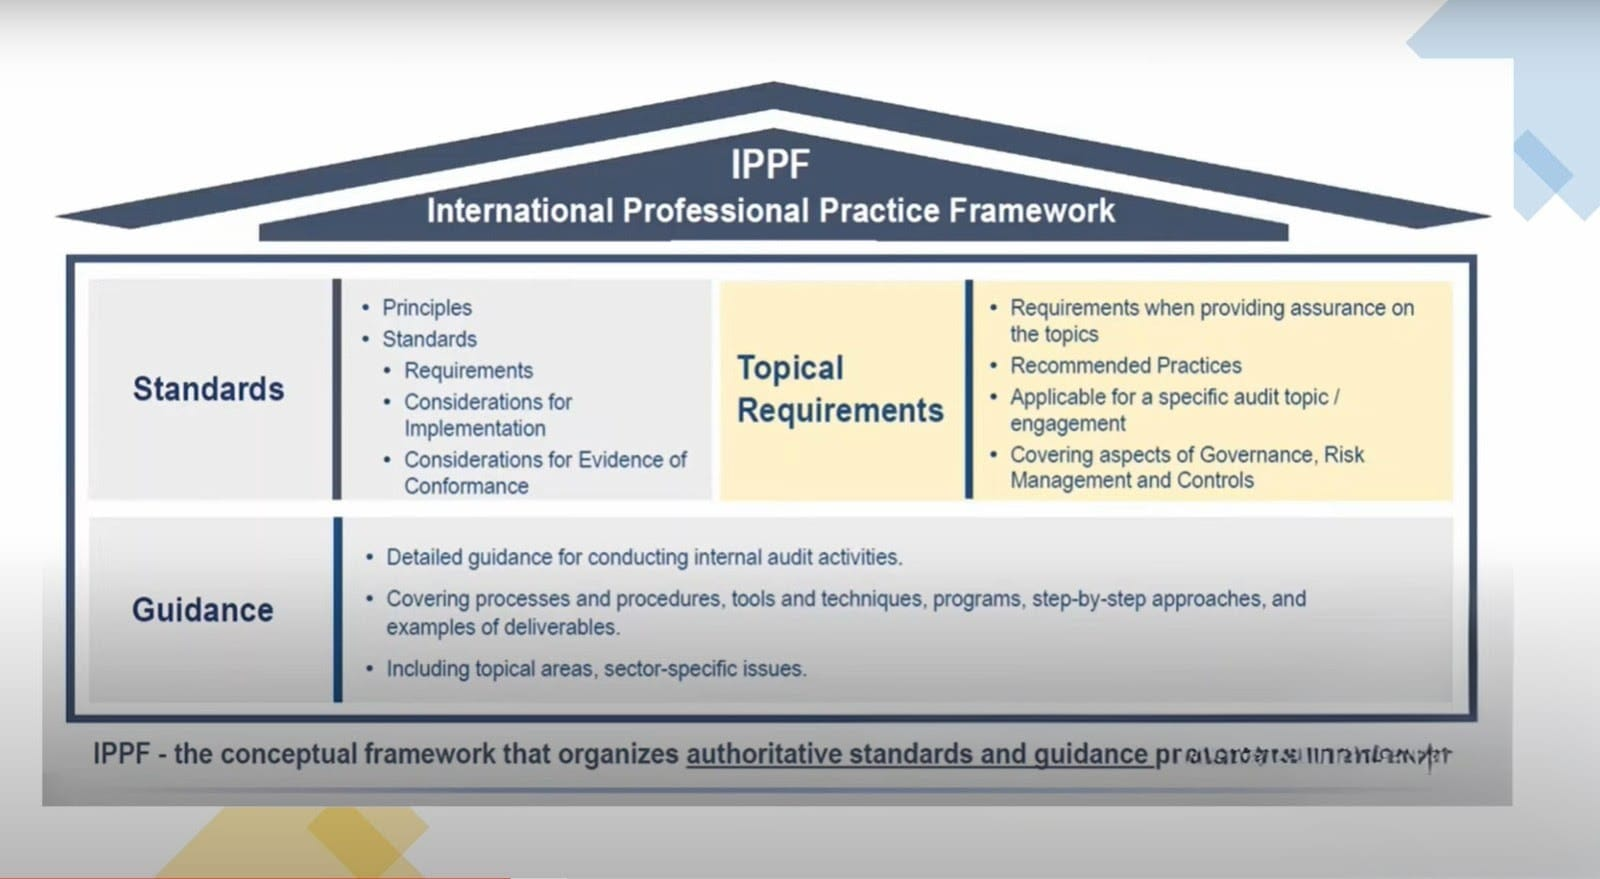 IPPF
International Professional Practice Framework
Standards
• Principles
• Standards
• Requirements
• Considerations for
Implementation
• Considerations for Evidence of
Conformance
Topical
Requirements
• Requirements when providing assurance on
the topics
• Recommended Practices
• Applicable for a specific audit topic /
engagement
• Covering aspects of Governance, Risk
Management and Controls
Guidance
• Detailed guidance for conducting internal audit activities.
• Covering processes and procedures, tools and techniques, programs, step-by-step approaches, and
examples of deliverables.
• Including topical areas, sector-specific issues.
IPPF - the conceptual framework that organizes authoritative standards and guidance